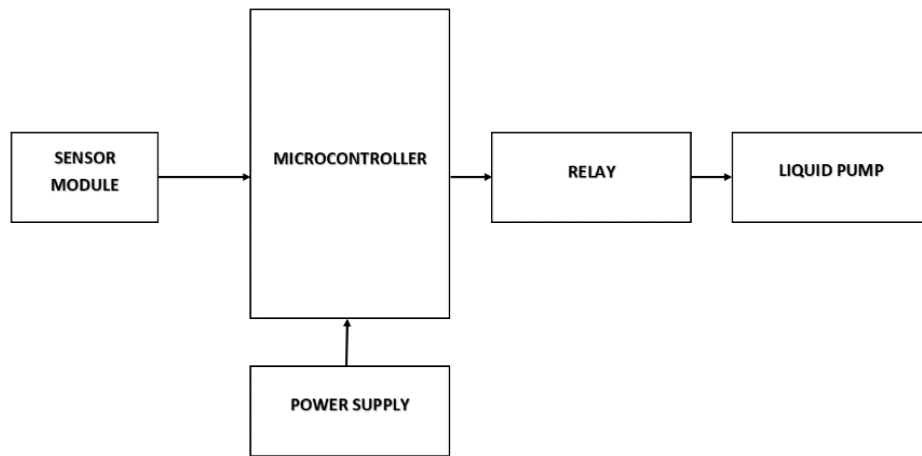 SENSOR
MODULE
MICROCONTROLLER
RELAY
LIQUID PUMP
POWER SUPPLY